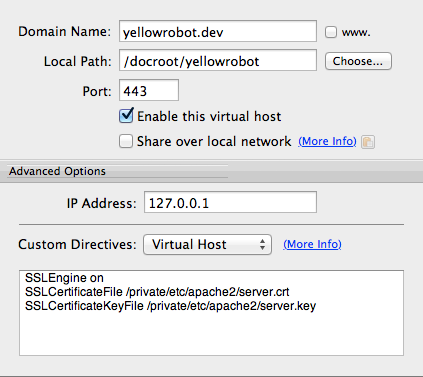 Domain Name: yellowrobot.dev www.
Local Path: /docroot/yellowrobot Choose...
Port: 443
Enable this virtual host
Share over local network (More Info)
Advanced Options
IP Address: 127.0.0.1
Custom Directives: Virtual Host (More Info)
SSLEngine on
SSLCertificateFile /private/etc/apache2/server.crt
SSLCertificateKeyFile /private/etc/apache2/server.key